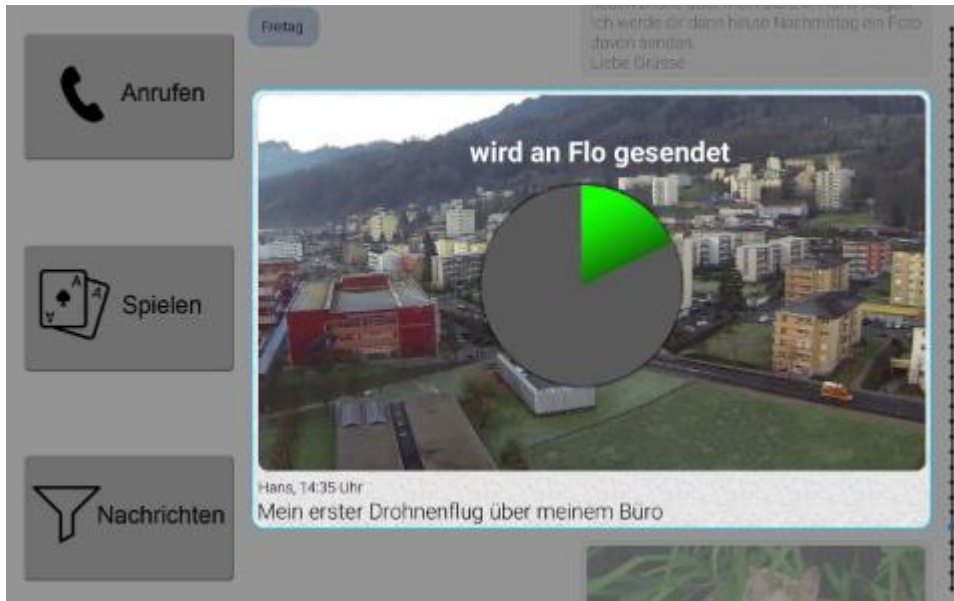 Freitag
Ich werde dir dann heute Nachmittag ein Foto
davon senden.
Liebe Grüsse
Anrufen
wird an Flo gesendet
Spielen
Hans, 14:35 Uhr
Mein erster Drohnenflug über meinem Büro
Nachrichten